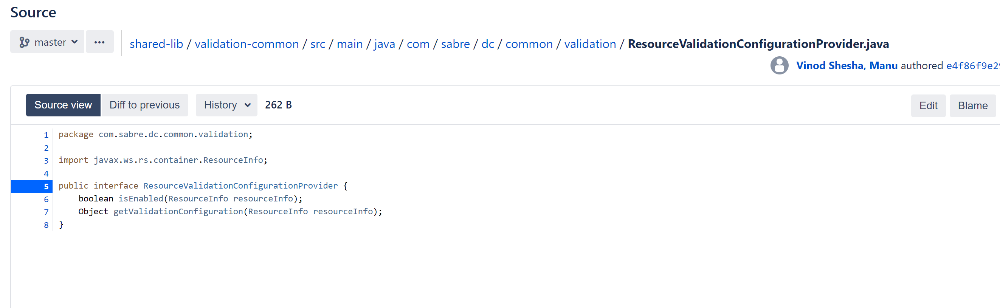 Source
master ... shared-lib / validation-common / src / main / java / com / sabre / dc / common / validation / ResourceValidationConfigurationProvider.java
Vinod Shesha, Manu authored e4f86f9e29
Source view Diff to previous History 262 B Edit Blame
1 package com.sabre.dc.common.validation;
2
3 import javax.ws.rs.container.ResourceInfo;
4
5 public interface ResourceValidationConfigurationProvider {
6     boolean isEnabled(ResourceInfo resourceInfo);
7     Object getValidationConfiguration(ResourceInfo resourceInfo);
8 }